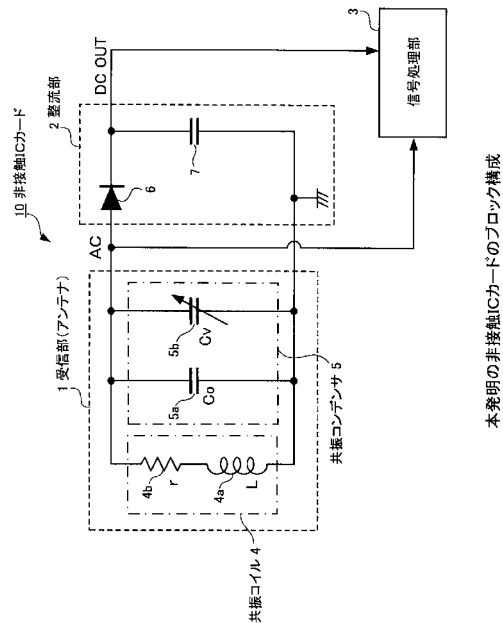 10 非接触ICカード
1 受信部(アンテナ)
AC
2 整流部
DC OUT
3
信号処理部
6
7
4b
r
4a
L
5a
Co
5b
Cv
共振コイル 4
共振コンデンサ 5
本発明の非接触ICカードのブロック構成